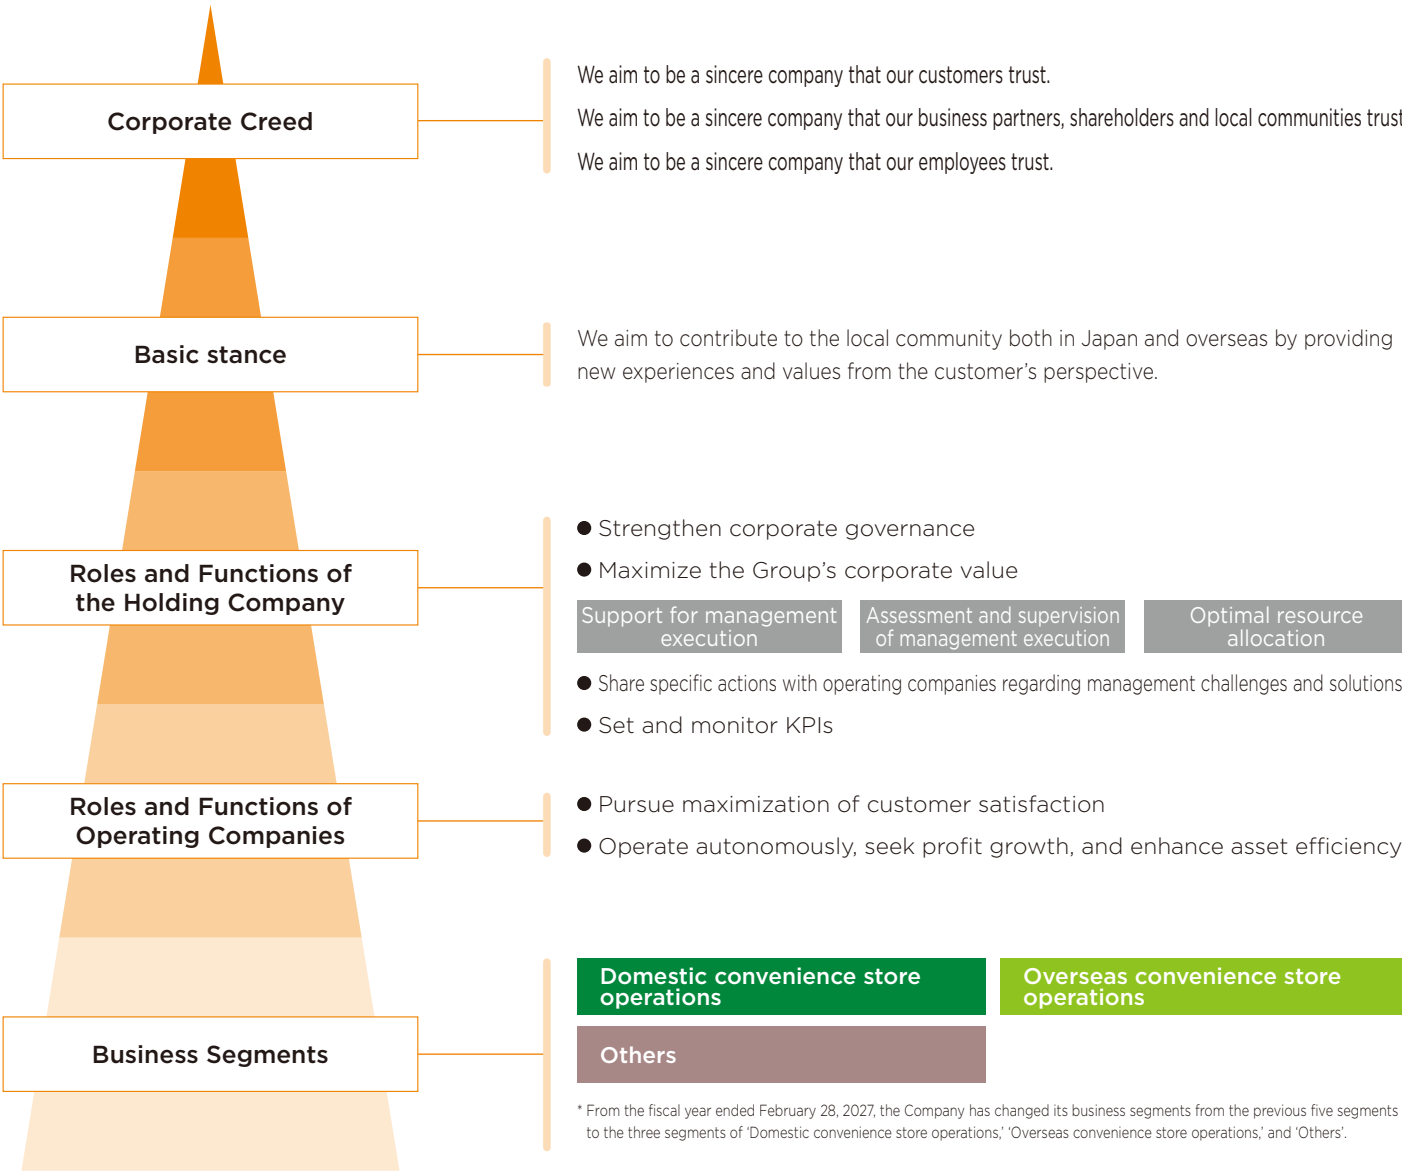 Corporate Creed
We aim to be a sincere company that our customers trust.
We aim to be a sincere company that our business partners, shareholders and local communities trust
We aim to be a sincere company that our employees trust.
Basic stance
We aim to contribute to the local community both in Japan and overseas by providing
new experiences and values from the customer’s perspective.
Roles and Functions of
the Holding Company
● Strengthen corporate governance
● Maximize the Group’s corporate value
Support for management
execution
Assessment and supervision
of management execution
Optimal resource
allocation
● Share specific actions with operating companies regarding management challenges and solutions
● Set and monitor KPIs
Roles and Functions of
Operating Companies
● Pursue maximization of customer satisfaction
● Operate autonomously, seek profit growth, and enhance asset efficiency
Business Segments
Domestic convenience store
operations
Overseas convenience store
operations
Others
* From the fiscal year ended February 28, 2027, the Company has changed its business segments from the previous five segments
to the three segments of ‘Domestic convenience store operations,’ ‘Overseas convenience store operations,’ and ‘Others’.